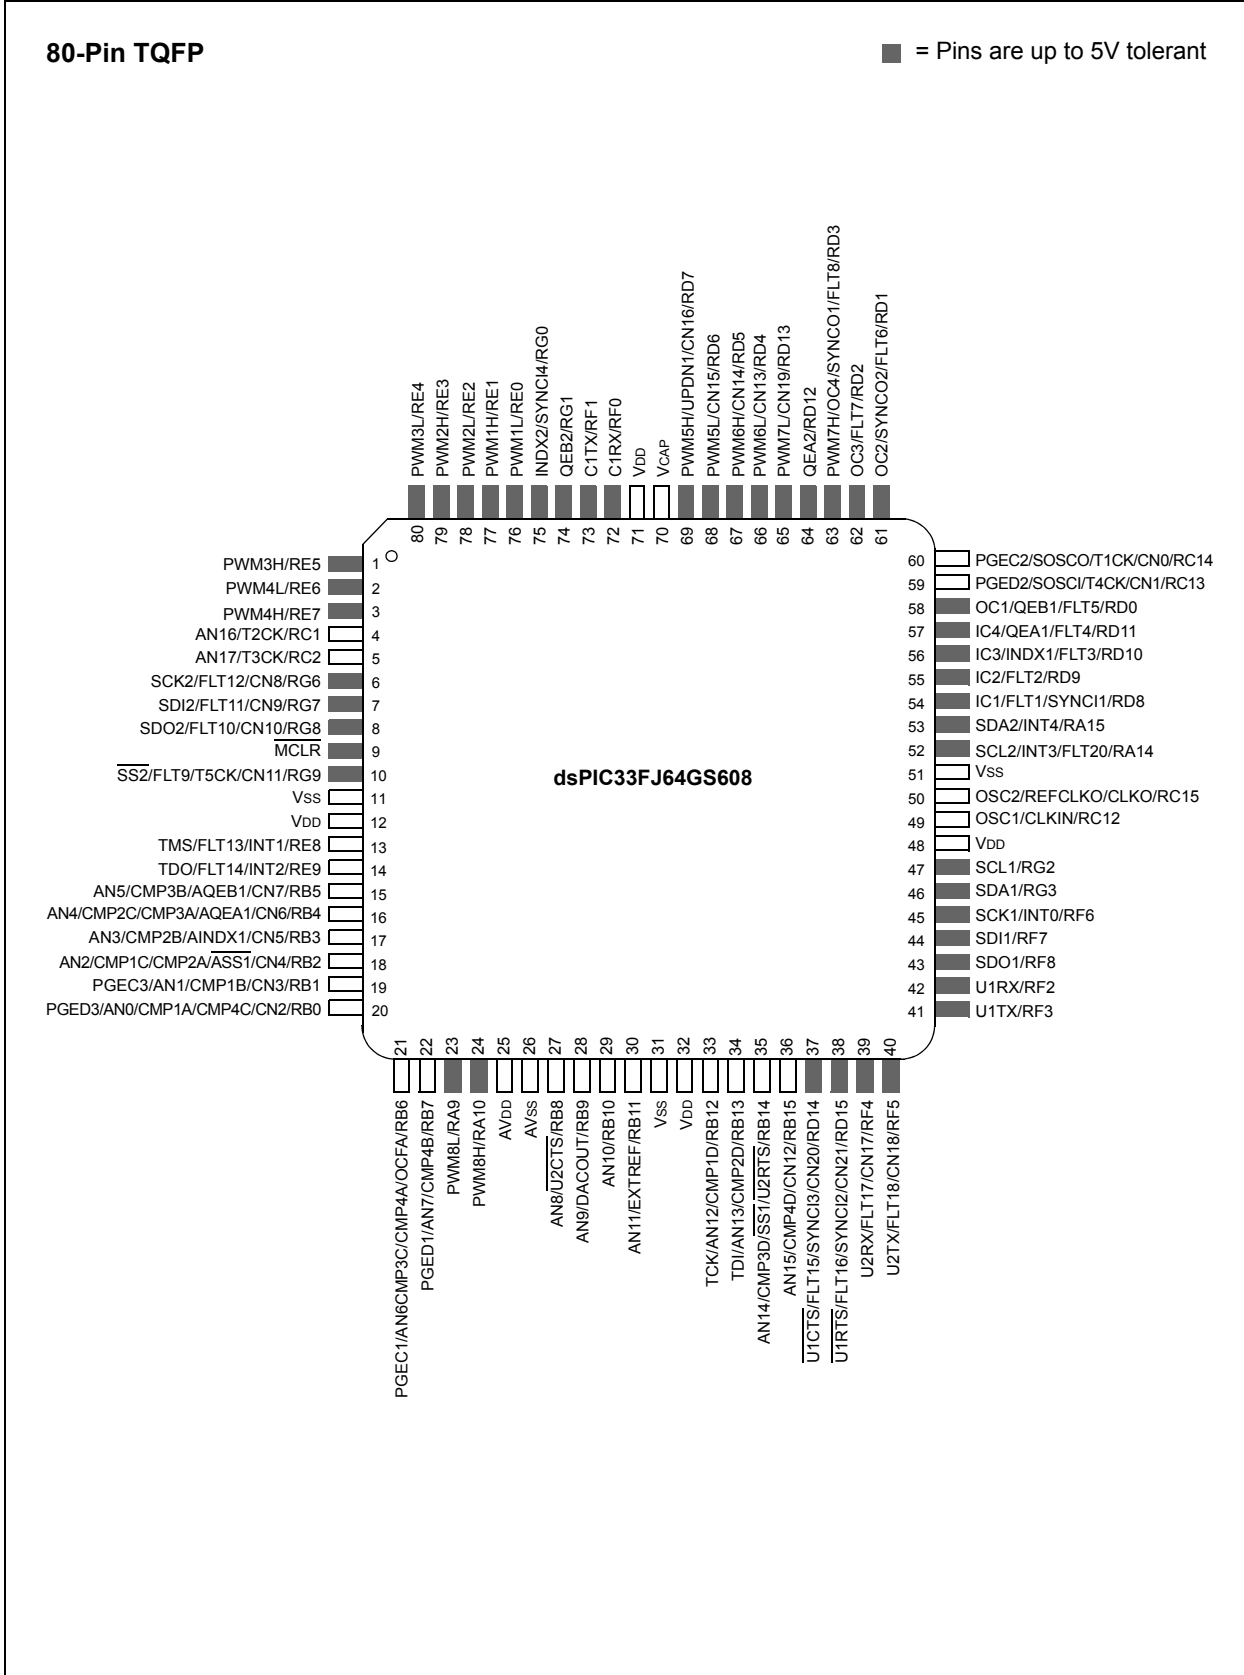 80-Pin TQFP
= Pins are up to 5V tolerant
PWM3L/RE4
PWM2H/RE3
PWM2L/RE2
PWM1H/RE1
PWM1L/RE0
INDX2/SYNCI4/RG0
QEB2/RG1
C1TX/RF1
C1RX/RF0
VDD
VCAP
PWM5H/UPDN1/CN16/RD7
PWM5L/CN15/RD6
PWM6H/CN14/RD5
PWM6L/CN13/RD4
PWM7L/CN19/RD13
QEA2/RD12
PWM7H/OC4/SYNCO1/FLT8/RD3
OC3/FLT7/RD2
OC2/SYNCO2/FLT6/RD1
80
79
78
77
76
75
74
73
72
71
70
69
68
67
66
65
64
63
62
61
PWM3H/RE5 1
PWM4L/RE6 2
PWM4H/RE7 3
AN16/T2CK/RC1 4
AN17/T3CK/RC2 5
SCK2/FLT12/CN8/RG6 6
SDI2/FLT11/CN9/RG7 7
SDO2/FLT10/CN10/RG8 8
MCLR 9
SS2/FLT9/T5CK/CN11/RG9 10
VSS 11
VDD 12
TMS/FLT13/INT1/RE8 13
TDO/FLT14/INT2/RE9 14
AN5/CMP3B/AQEB1/CN7/RB5 15
AN4/CMP2C/CMP3A/AQEA1/CN6/RB4 16
AN3/CMP2B/AINDX1/CN5/RB3 17
AN2/CMP1C/CMP2A/ASS1/CN4/RB2 18
PGEC3/AN1/CMP1B/CN3/RB1 19
PGED3/AN0/CMP1A/CMP4C/CN2/RB0 20
dsPIC33FJ64GS608
60 PGEC2/SOSCO/T1CK/CN0/RC14
59 PGED2/SOSCI/T4CK/CN1/RC13
58 OC1/QEB1/FLT5/RD0
57 IC4/QEA1/FLT4/RD11
56 IC3/INDX1/FLT3/RD10
55 IC2/FLT2/RD9
54 IC1/FLT1/SYNCI1/RD8
53 SDA2/INT4/RA15
52 SCL2/INT3/FLT20/RA14
51 VSS
50 OSC2/REFCLKO/CLKO/RC15
49 OSC1/CLKIN/RC12
48 VDD
47 SCL1/RG2
46 SDA1/RG3
45 SCK1/INT0/RF6
44 SDI1/RF7
43 SDO1/RF8
42 U1RX/RF2
41 U1TX/RF3
21
22
23
24
25
26
27
28
29
30
31
32
33
34
35
36
37
38
39
40
PGEC1/AN6CMP3C/CMP4A/OCFA/RB6
PGED1/AN7/CMP4B/RB7
PWM8L/RA9
PWM8H/RA10
AVDD
AVSS
AN8/U2CTS/RB8
AN9/DACOUT/RB9
AN10/RB10
AN11/EXTREF/RB11
VSS
VDD
TCK/AN12/CMP1D/RB12
TDI/AN13/CMP2D/RB13
AN14/CMP3D/SS1/U2RTS/RB14
AN15/CMP4D/CN12/RB15
U1CTS/FLT15/SYNCI3/CN20/RD14
U1RTS/FLT16/SYNCI2/CN21/RD15
U2RX/FLT17/CN17/RF4
U2TX/FLT18/CN18/RF5